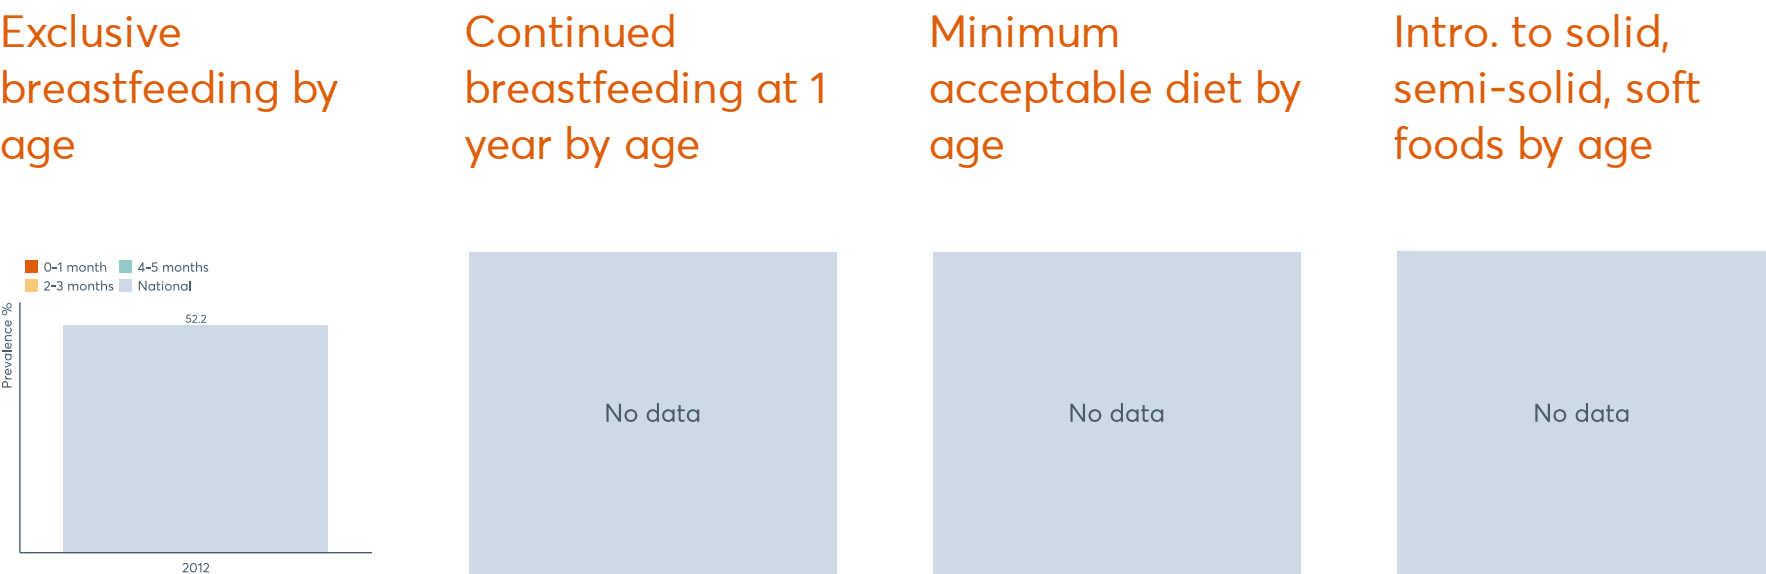 Exclusive
breastfeeding by
age
Continued
breastfeeding at 1
year by age
Minimum
acceptable diet by
age
Intro. to solid,
semi-solid, soft
foods by age
0-1 month
4-5 months
2-3 months
National
Prevalence %
52.2
2012
No data
No data
No data